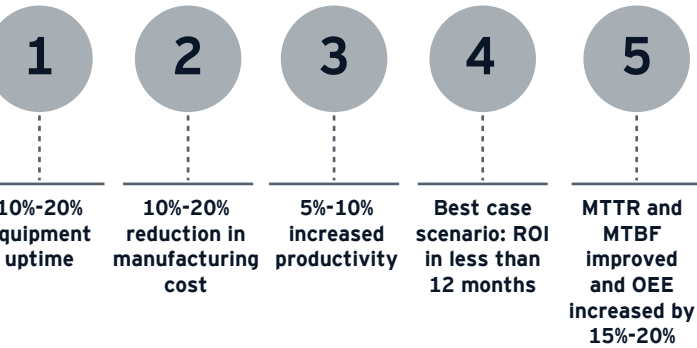 1
10%-20%
quipment
uptime
2
10%-20%
reduction in
manufacturing
cost
3
5%-10%
increased
productivity
4
Best case
scenario: ROI
in less than
12 months
5
MTTR and
MTBF
improved
and OEE
increased by
15%-20%